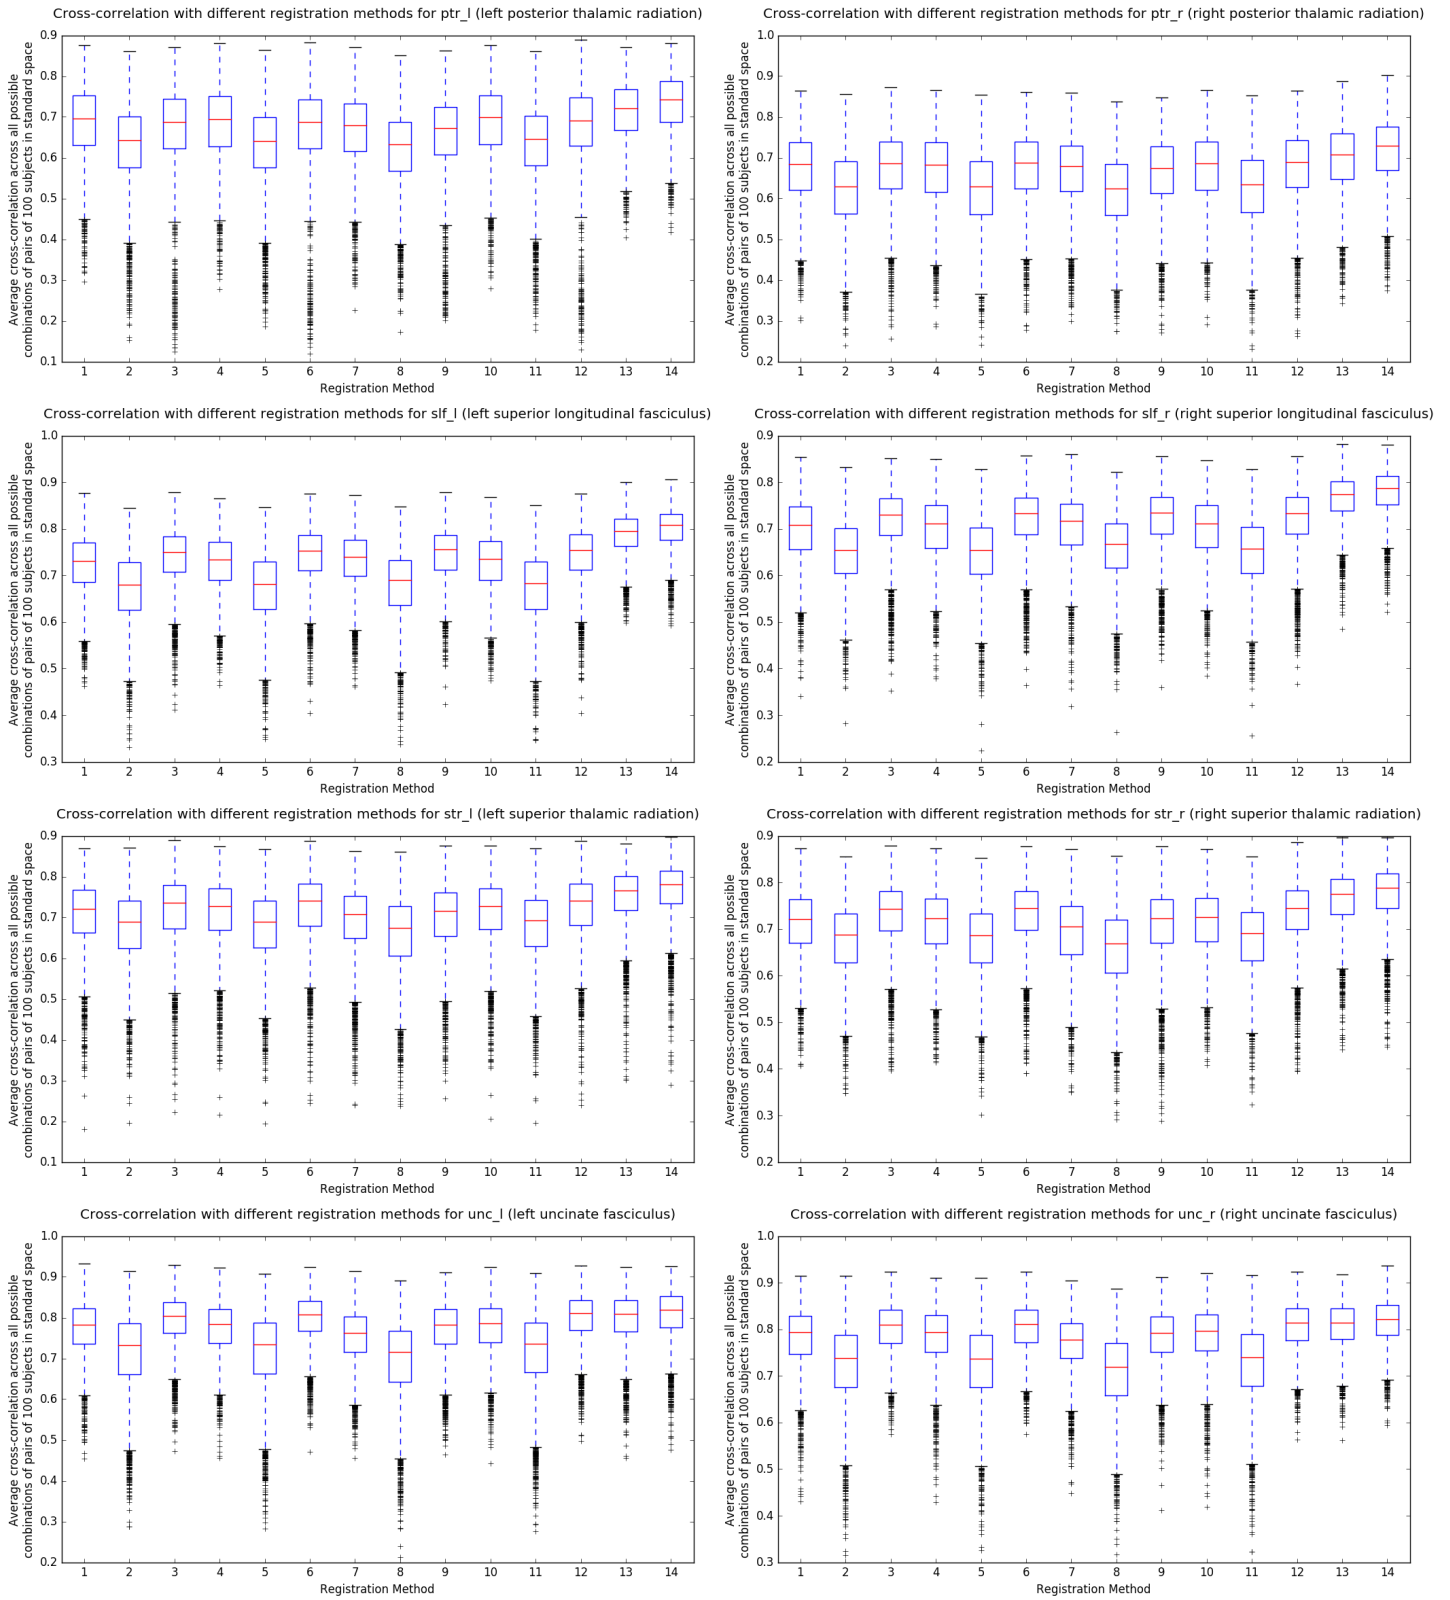 Cross-correlation with different registration methods for ptr_l (left posterior thalamic radiation)
Average cross-correlation across all possible
combinations of pairs of 100 subjects in standard space
0.9
0.8
0.7
0.6
0.5
0.4
0.3
0.2
0.1
1 2 3 4 5 6 7 8 9 10 11 12 13 14
Registration Method
Cross-correlation with different registration methods for ptr_r (right posterior thalamic radiation)
Average cross-correlation across all possible
combinations of pairs of 100 subjects in standard space
1.0
0.9
0.8
0.7
0.6
0.5
0.4
0.3
0.2
1 2 3 4 5 6 7 8 9 10 11 12 13 14
Registration Method
Cross-correlation with different registration methods for slf_l (left superior longitudinal fasciculus)
Average cross-correlation across all possible
combinations of pairs of 100 subjects in standard space
1.0
0.9
0.8
0.7
0.6
0.5
0.4
0.3
1 2 3 4 5 6 7 8 9 10 11 12 13 14
Registration Method
Cross-correlation with different registration methods for slf_r (right superior longitudinal fasciculus)
Average cross-correlation across all possible
combinations of pairs of 100 subjects in standard space
0.9
0.8
0.7
0.6
0.5
0.4
0.3
0.2
1 2 3 4 5 6 7 8 9 10 11 12 13 14
Registration Method
Cross-correlation with different registration methods for str_l (left superior thalamic radiation)
Average cross-correlation across all possible
combinations of pairs of 100 subjects in standard space
0.9
0.8
0.7
0.6
0.5
0.4
0.3
0.2
0.1
1 2 3 4 5 6 7 8 9 10 11 12 13 14
Registration Method
Cross-correlation with different registration methods for str_r (right superior thalamic radiation)
Average cross-correlation across all possible
combinations of pairs of 100 subjects in standard space
0.9
0.8
0.7
0.6
0.5
0.4
0.3
0.2
1 2 3 4 5 6 7 8 9 10 11 12 13 14
Registration Method
Cross-correlation with different registration methods for unc_l (left uncinate fasciculus)
Average cross-correlation across all possible
combinations of pairs of 100 subjects in standard space
1.0
0.9
0.8
0.7
0.6
0.5
0.4
0.3
0.2
1 2 3 4 5 6 7 8 9 10 11 12 13 14
Registration Method
Cross-correlation with different registration methods for unc_r (right uncinate fasciculus)
Average cross-correlation across all possible
combinations of pairs of 100 subjects in standard space
1.0
0.9
0.8
0.7
0.6
0.5
0.4
0.3
1 2 3 4 5 6 7 8 9 10 11 12 13 14
Registration Method